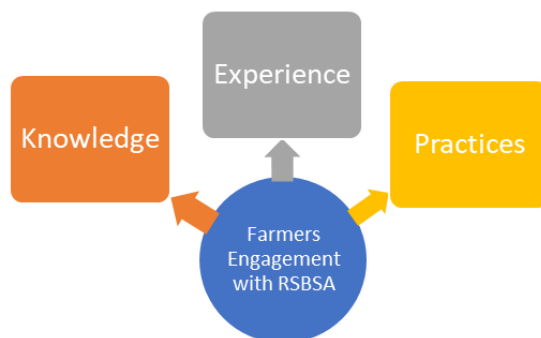 Experience
Knowledge
Practices
Farmers
Engagement
with RSBSA